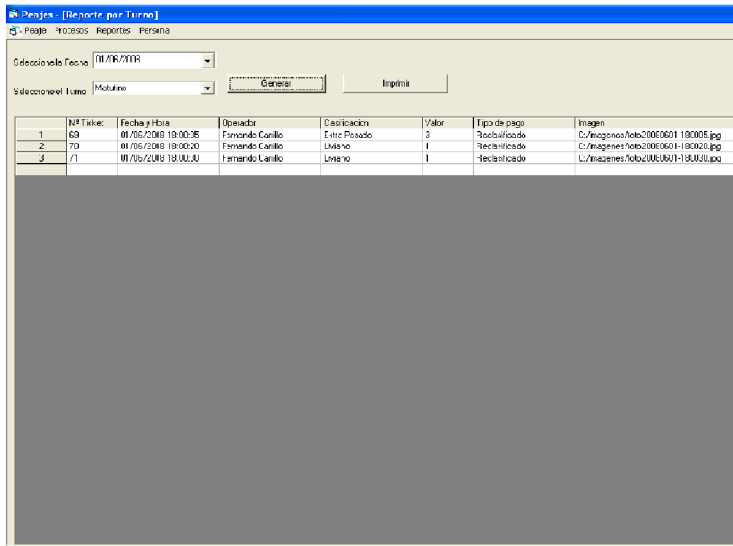 Peajes - [Reporte por Turno]
Peaje Procesos Reportes Persona
Seleccione la Fecha 01/06/2008
Seleccione el Turno Matutino Generar Imprimir
Nº Ticket Fecha y Hora Operador Clasificacion Valor Tipo de pago Imagen
1 69 01/06/2008 18:00:05 Fernando Carrillo Extra Pesado 3 Reclasificado C:/imagenes/foto20080601-180005.jpg
2 70 01/06/2008 18:00:20 Fernando Carrillo Liviano 1 Reclasificado C:/imagenes/foto20080601-180020.jpg
3 71 01/06/2008 18:00:30 Fernando Carrillo Liviano 1 Reclasificado C:/imagenes/foto20080601-180030.jpg